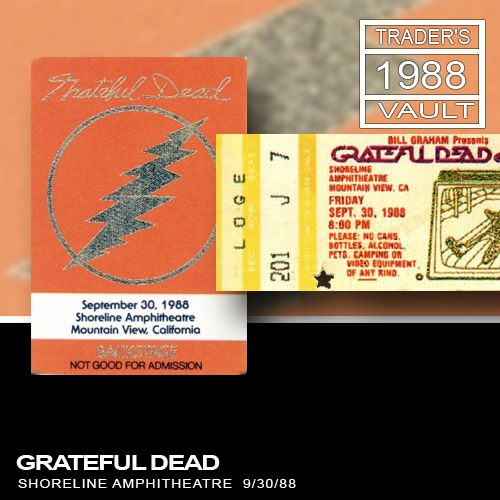 TRADER'S
1988
VAULT
Grateful Dead
September 30, 1988
Shoreline Amphitheatre
Mountain View, California
BACKSTAGE
NOT GOOD FOR ADMISSION
LOGE
J 7
201
BILL GRAHAM Presents
GRATEFUL DEAD
SHORELINE
AMPHITHEATRE
MOUNTAIN VIEW, CA
FRIDAY
SEPT. 30, 1988
6:00 PM
PLEASE: NO CANS,
BOTTLES, ALCOHOL,
PETS, CAMPING OR
VIDEO EQUIPMENT
OF ANY KIND.
GRATEFUL DEAD
SHORELINE AMPHITHEATRE 9/30/88